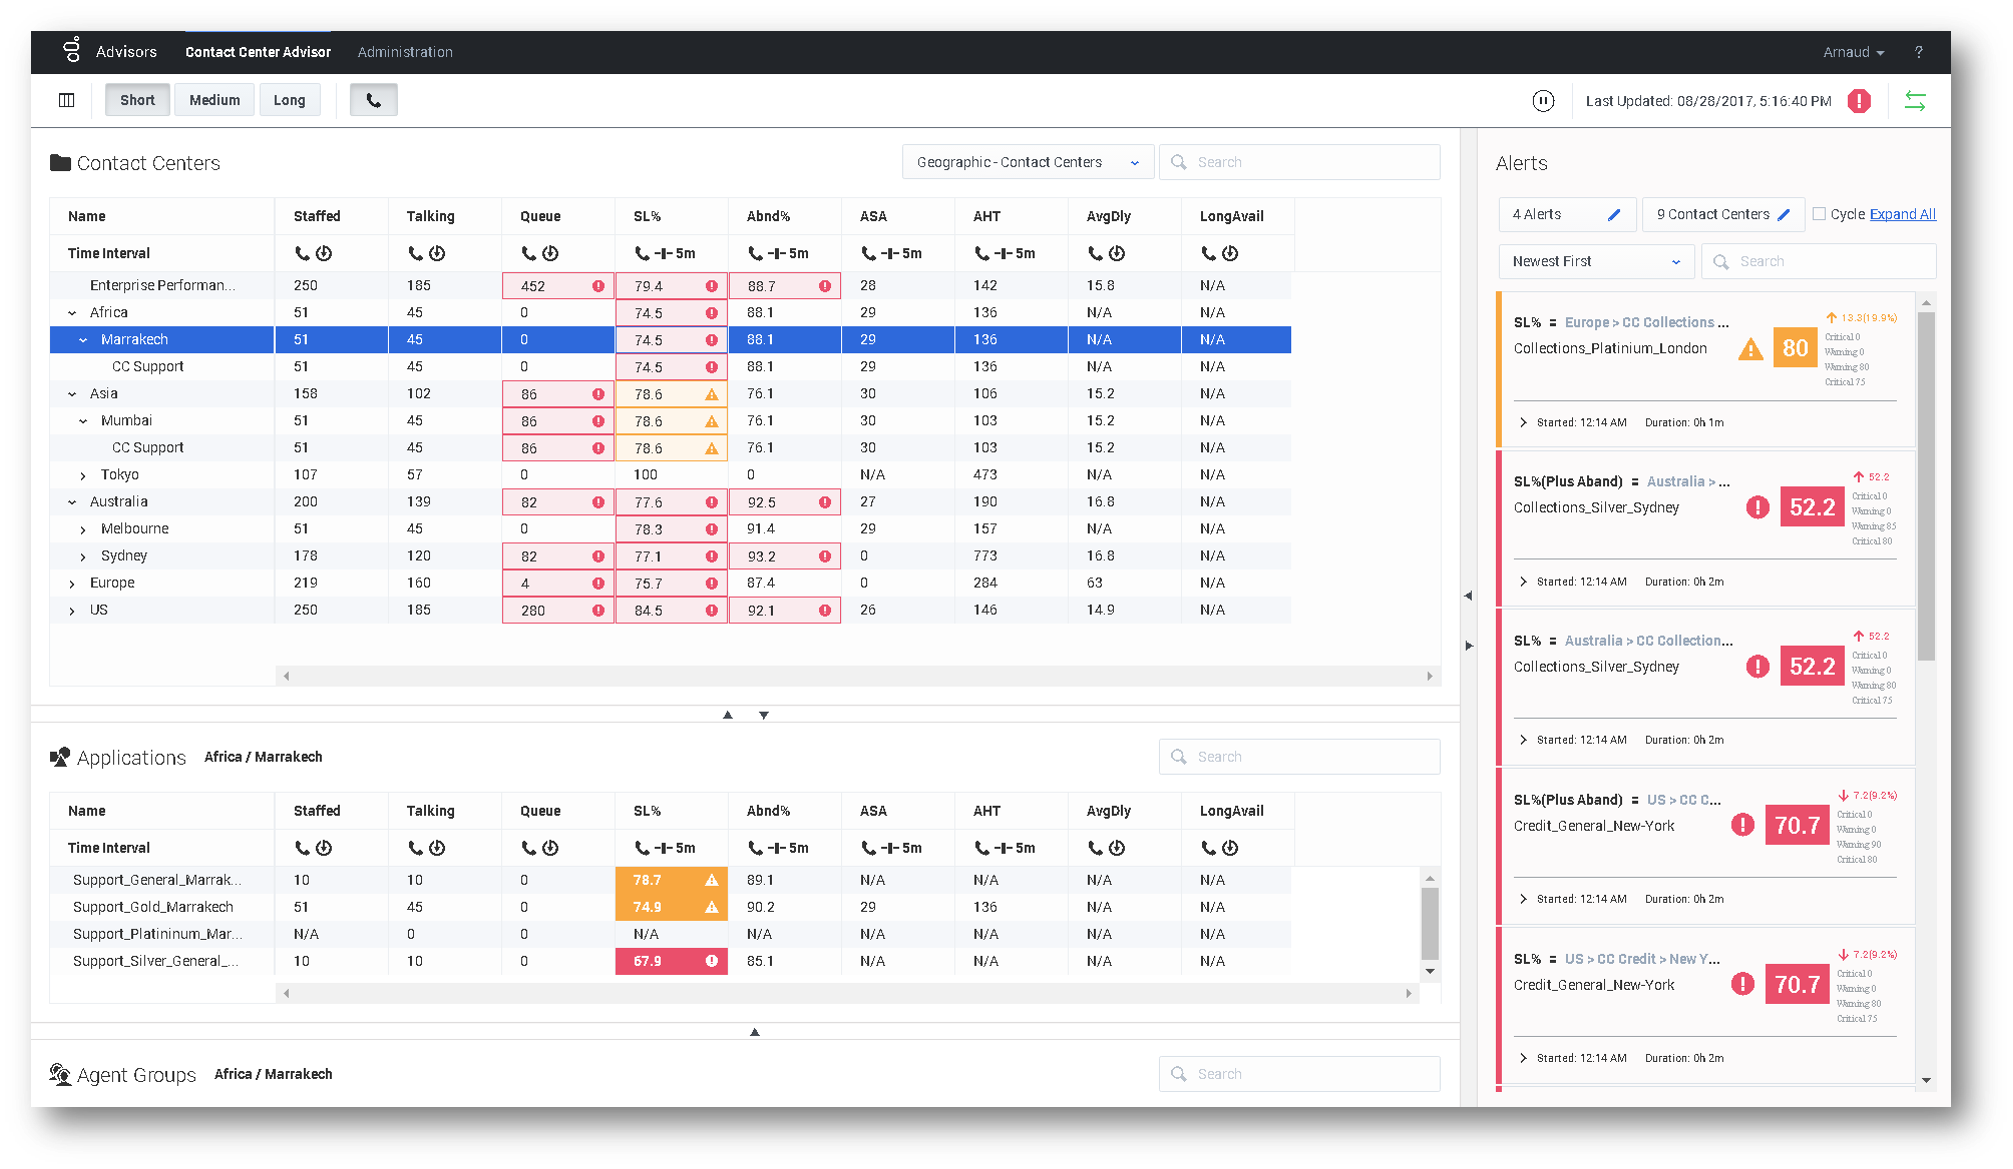 Advisors Contact Center Advisor Administration Arnaud ?
Short Medium Long Last Updated: 08/28/2017, 5:16:40 PM
Contact Centers Geographic - Contact Centers Search
Name Staffed Talking Queue SL% Abnd% ASA AHT AvgDly LongAvail
Time Interval 5m 5m 5m 5m
Enterprise Performan... 250 185 452 79.4 88.7 28 142 15.8 N/A
Africa 51 45 0 74.5 88.1 29 136 N/A N/A
Marrakech 51 45 0 74.5 88.1 29 136 N/A N/A
CC Support 51 45 0 74.5 88.1 29 136 N/A N/A
Asia 158 102 86 78.6 76.1 30 106 15.2 N/A
Mumbai 51 45 86 78.6 76.1 30 103 15.2 N/A
CC Support 51 45 86 78.6 76.1 30 103 15.2 N/A
Tokyo 107 57 0 100 0 N/A 473 N/A N/A
Australia 200 139 82 77.6 92.5 27 190 16.8 N/A
Melbourne 51 45 0 78.3 91.4 29 157 N/A N/A
Sydney 178 120 82 77.1 93.2 0 773 16.8 N/A
Europe 219 160 4 75.7 87.4 0 284 63 N/A
US 250 185 280 84.5 92.1 26 146 14.9 N/A
Applications Africa / Marrakech Search
Name Staffed Talking Queue SL% Abnd% ASA AHT AvgDly LongAvail
Time Interval 5m 5m 5m 5m
Support_General_Marrak... 10 10 0 78.7 89.1 N/A N/A N/A N/A
Support_Gold_Marrakech 51 45 0 74.9 90.2 29 136 N/A N/A
Support_Platininum_Mar... N/A 0 0 N/A N/A N/A N/A N/A N/A
Support_Silver_General_... 10 10 0 67.9 85.1 N/A N/A N/A N/A
Agent Groups Africa / Marrakech Search
Alerts
4 Alerts 9 Contact Centers Cycle Expand All
Newest First Search
SL% = Europe > CC Collections ... 13.3(19.9%)
Collections_Platinium_London 80
Critical 0
Warning 0
Warning 80
Critical 75
Started: 12:14 AM Duration: 0h 1m
SL%(Plus Aband) = Australia > ... 52.2
Collections_Silver_Sydney 52.2
Critical 0
Warning 0
Warning 85
Critical 80
Started: 12:14 AM Duration: 0h 2m
SL% = Australia > CC Collection... 52.2
Collections_Silver_Sydney 52.2
Critical 0
Warning 0
Warning 80
Critical 75
Started: 12:14 AM Duration: 0h 2m
SL%(Plus Aband) = US > CC C... 7.2(9.2%)
Credit_General_New-York 70.7
Critical 0
Warning 0
Warning 90
Critical 80
Started: 12:14 AM Duration: 0h 2m
SL% = US > CC Credit > New Y... 7.2(9.2%)
Credit_General_New-York 70.7
Critical 0
Warning 0
Warning 80
Critical 75
Started: 12:14 AM Duration: 0h 2m